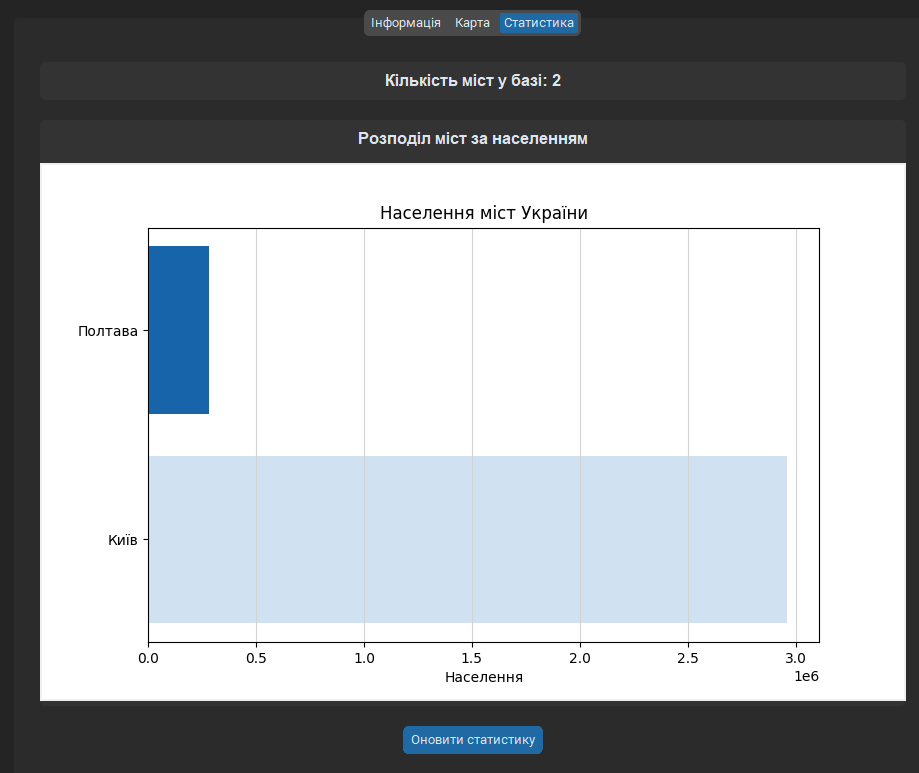 Інформація Карта Статистика
Кількість міст у базі: 2
Розподіл міст за населенням
Населення міст України
Полтава
Київ
0.0 0.5 1.0 1.5 2.0 2.5 3.0
Населення
1e6
Оновити статистику